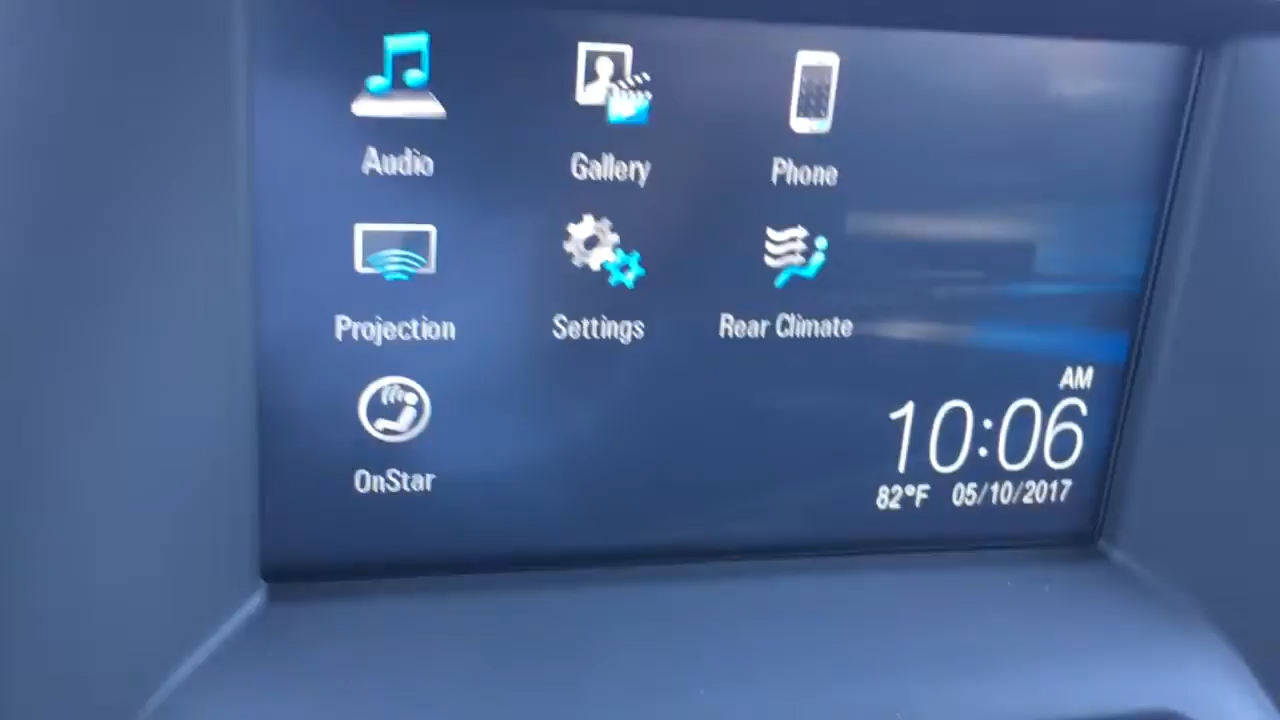 Audio
Gallery
Phone
Projection
Settings
Rear Climate
OnStar
AM
10:06
82°F 05/10/2017